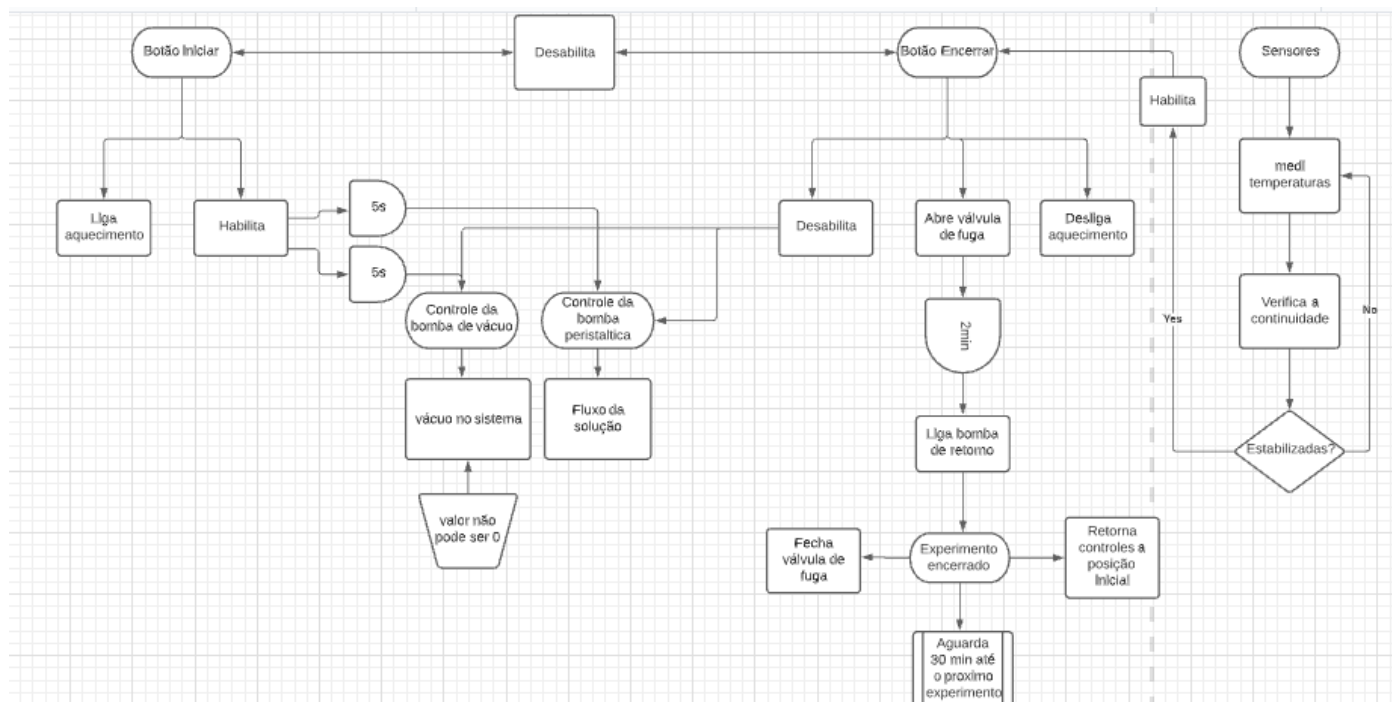 Botão Iniciar
Desabilita
Botão Encerrar
Sensores
Habilita
medI
temperaturas
Liga
aquecimento
Habilita
5s
5s
Desabilita
Abre válvula
de fuga
Desliga
aquecimento
Controle da
bomba de vácuo
Controle da
bomba
peristaltica
2min
Verifica a
continuidade
Yes
No
vácuo no sistema
Fluxo da
solução
Liga bomba
de retorno
Estabilizadas?
valor não
pode ser 0
Fecha
válvula de
fuga
Experimento
encerrado
Retorna
controles a
posição
Inicial
Aguarda
30 min até
o proximo
experimento